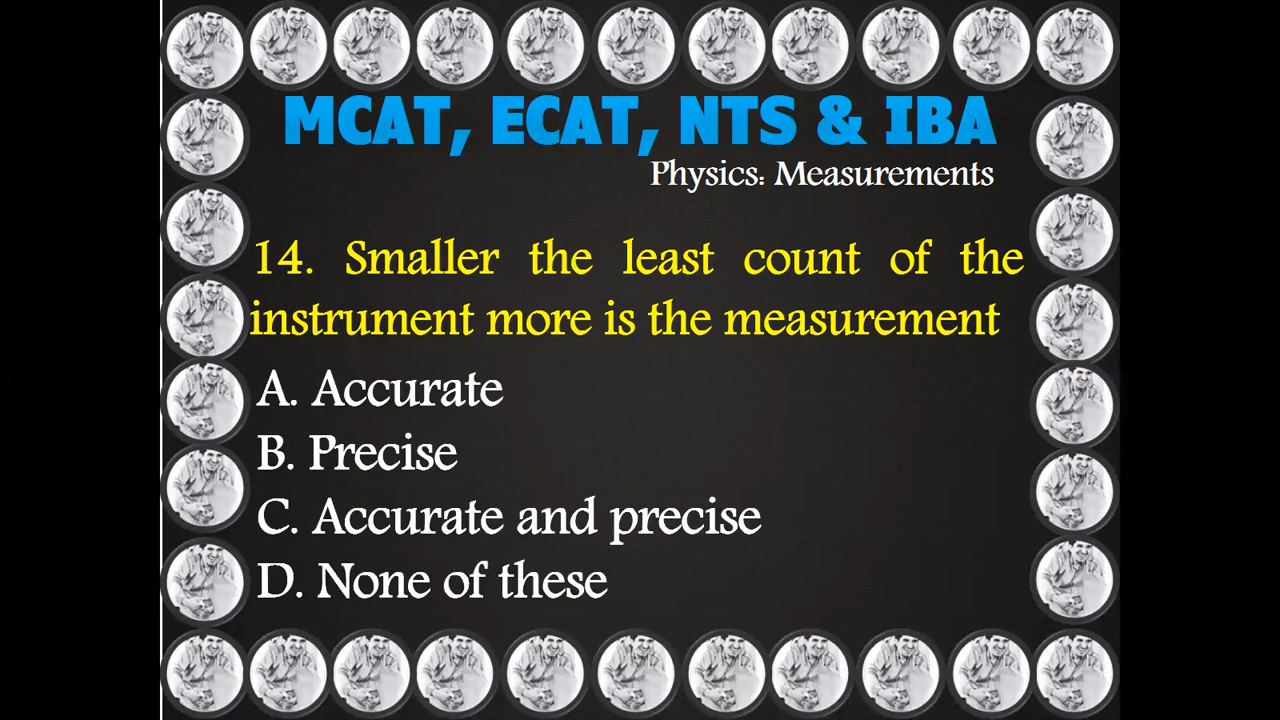 MCAT, ECAT, NTS & IBA
Physics: Measurements
14. Smaller the least count of the
instrument more is the measurement
A. Accurate
B. Precise
C. Accurate and precise
D. None of these